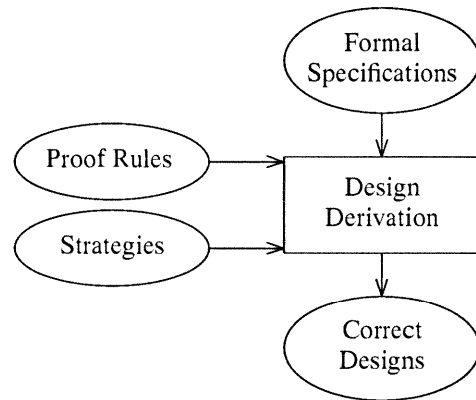 Formal
Specifications
Proof Rules
Design
Derivation
Strategies
Correct
Designs